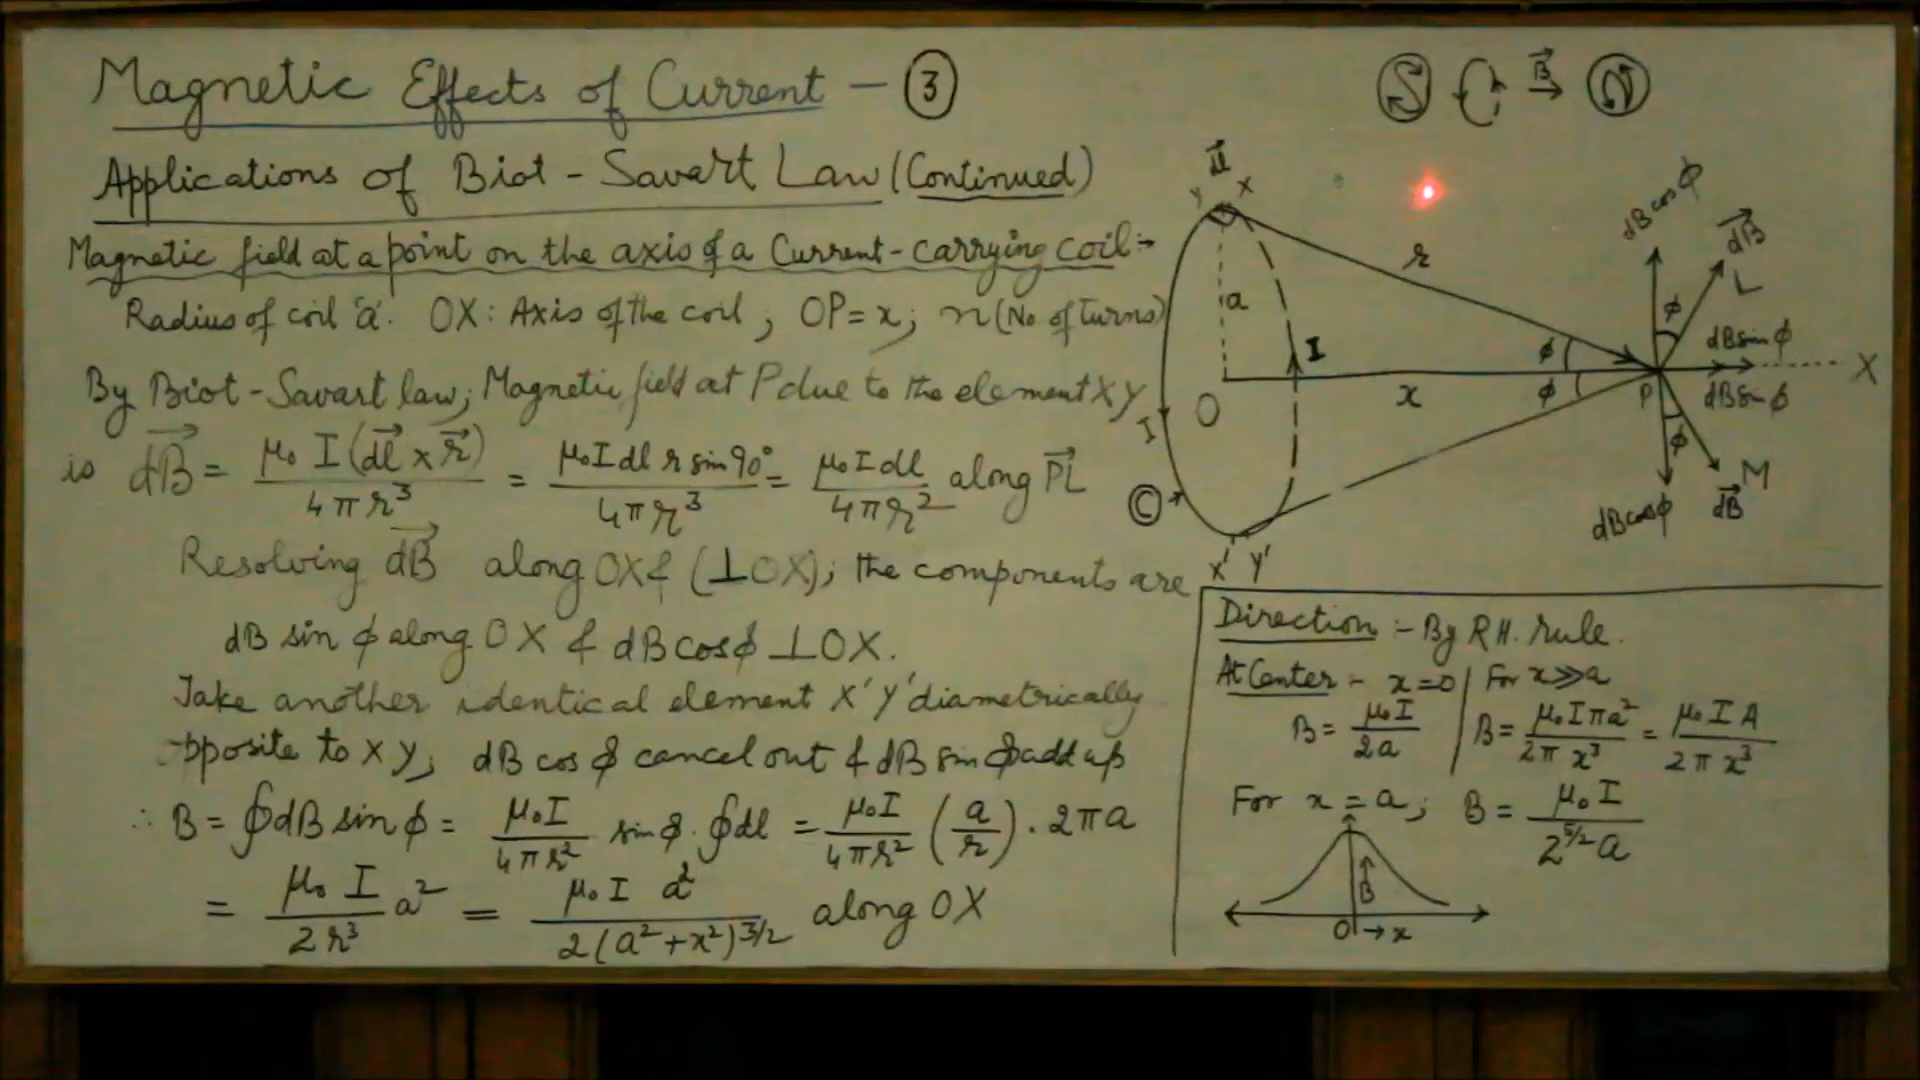 Magnetic Effects of Current - ③
Applications of Biot - Savart Law (Continued)
Magnetic field at a point on the axis of a Current-carrying coil :-
Radius of coil 'a'. OX: Axis of the coil ; OP = x ; n (No of turns)
By Biot-Savart law; Magnetic field at P due to the element XY
is dB⃗ = μ₀ I (dl⃗ × r⃗) / 4πr³ = μ₀ I dl r sin 90° / 4πr³ = μ₀ I dl / 4πr² along PL⃗
Resolving dB⃗ along OX & (⊥OX); the components are
dB sin ϕ along OX & dB cos ϕ ⊥OX.
Take another identical element X'Y' diametrically
opposite to XY; dB cos ϕ cancel out & dB sin ϕ add up
∴ B = ∮dB sin ϕ = μ₀I / 4πr² sin ϕ . ∮dl = μ₀I / 4πr² (a/r) . 2πa
= μ₀ I / 2r³ a² = μ₀ I a² / 2(a² + x²)^3/2 along OX
S B⃗ → N
dl⃗
Y X
r
a
I
O
x
I
ϕ
ϕ
P
dB cos ϕ
dB⃗
L
ϕ
dB sin ϕ
dB sin ϕ
X
ϕ
M
dB⃗
dB cos ϕ
©
X' Y'
Direction :- By R.H. rule.
At Center :- x=0 | For x≫a
B = μ₀I / 2a | B = μ₀Iπa² / 2π x³ = μ₀ I A / 2π x³
For x = a ; B = μ₀ I / 2^5/2 a
B
O → x